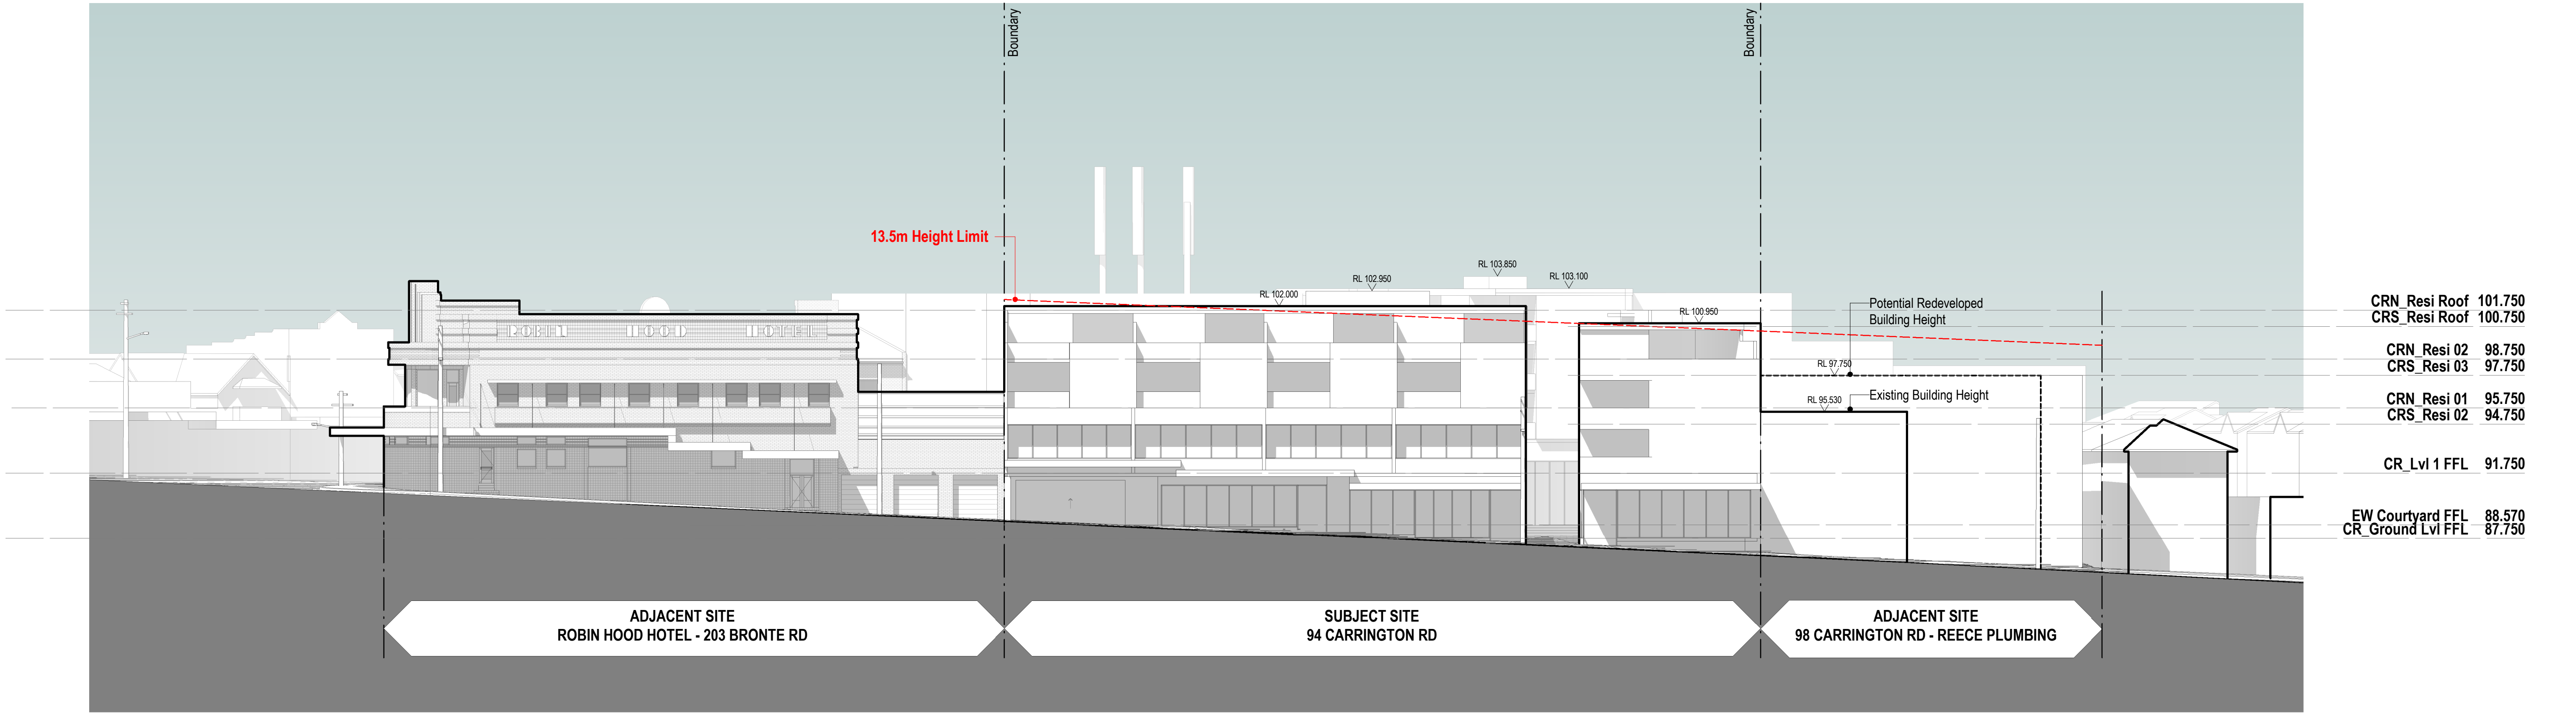 Boundary
Boundary
13.5m Height Limit
RL 103.850
RL 102.950
RL 103.100
RL 102.000
RL 100.950
Potential Redeveloped
Building Height
RL 97.750
Existing Building Height
RL 95.530
ROBIN HOOD HOTEL
CRN_Resi Roof 101.750
CRS_Resi Roof 100.750
CRN_Resi 02 98.750
CRS_Resi 03 97.750
CRN_Resi 01 95.750
CRS_Resi 02 94.750
CR_Lvl 1 FFL 91.750
EW Courtyard FFL 88.570
CR_Ground Lvl FFL 87.750
ADJACENT SITE
ROBIN HOOD HOTEL - 203 BRONTE RD
SUBJECT SITE
94 CARRINGTON RD
ADJACENT SITE
98 CARRINGTON RD - REECE PLUMBING